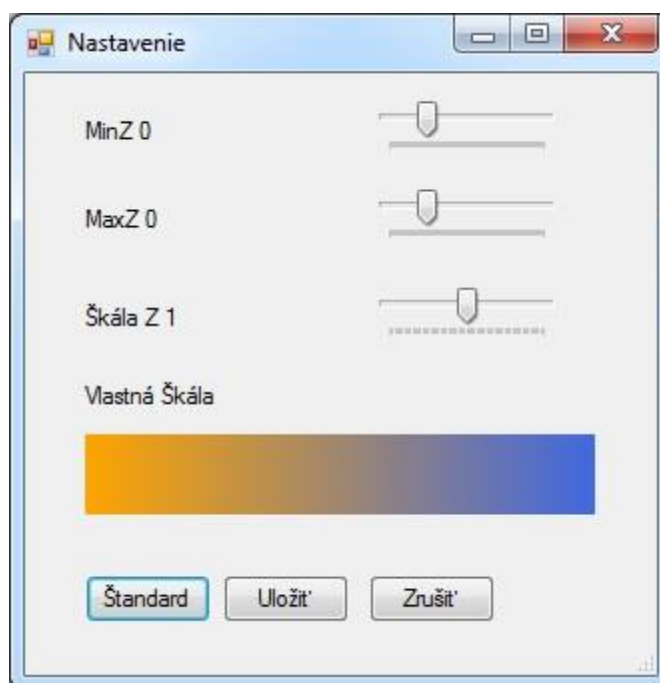 Nastavenie
MinZ 0
MaxZ 0
Škála Z 1
Vlastná Škála
Štandard Uložiť Zrušiť